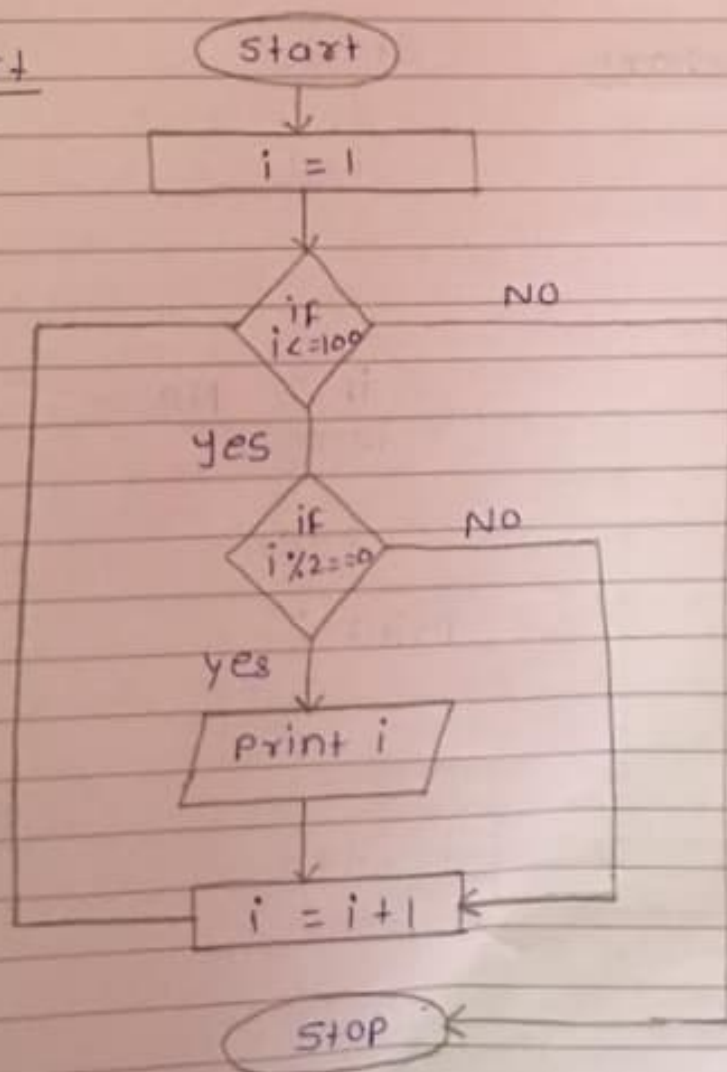 Start
i = 1
if
i<=100
NO
yes
if
i%2==0
NO
yes
print i
i = i+1
Stop